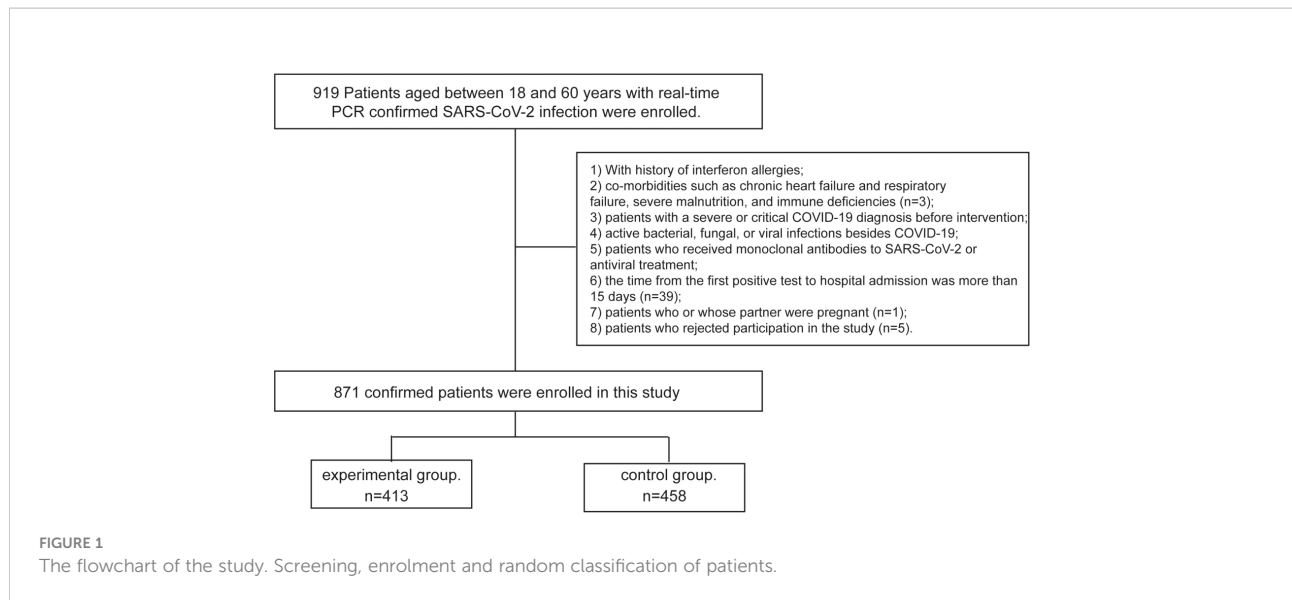 919 Patients aged between 18 and 60 years with real-time
PCR confirmed SARS-CoV-2 infection were enrolled.
1) With history of interferon allergies;
2) co-morbidities such as chronic heart failure and respiratory
failure, severe malnutrition, and immune deficiencies (n=3);
3) patients with a severe or critical COVID-19 diagnosis before intervention;
4) active bacterial, fungal, or viral infections besides COVID-19;
5) patients who received monoclonal antibodies to SARS-CoV-2 or
antiviral treatment;
6) the time from the first positive test to hospital admission was more than
15 days (n=39);
7) patients who or whose partner were pregnant (n=1);
8) patients who rejected participation in the study (n=5).
871 confirmed patients were enrolled in this study
experimental group.
n=413
control group.
n=458
FIGURE 1
The flowchart of the study. Screening, enrolment and random classification of patients.